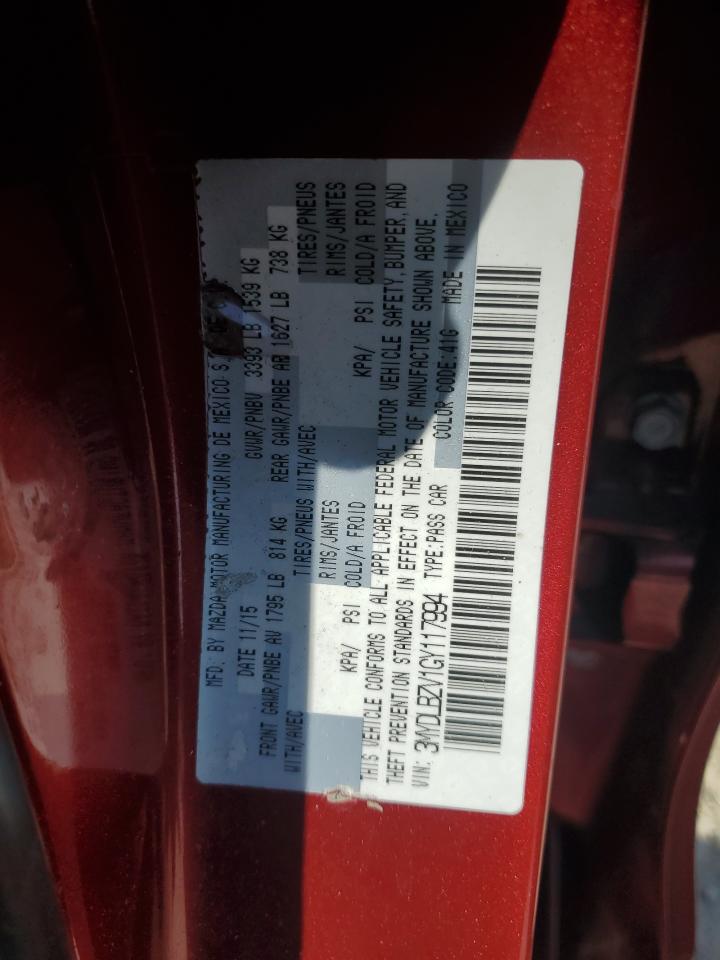 MFD. BY MAZDA MOTOR MANUFACTURING DE MEXICO S
DATE 11/15 GVWR/PNBV 3393 LB 1539 KG
FRONT GAWR/PNBE AV 1795 LB 814 KG REAR GAWR/PNBE AR 1627 LB 738 KG
WITH/AVEC TIRES/PNEUS WITH/AVEC TIRES/PNEUS
RIMS/JANTES RIMS/JANTES
KPA/ PSI COLD/A FROID KPA/ PSI COLD/A FROID
THIS VEHICLE CONFORMS TO ALL APPLICABLE FEDERAL MOTOR VEHICLE SAFETY, BUMPER, AND
THEFT PREVENTION STANDARDS IN EFFECT ON THE DATE OF MANUFACTURE SHOWN ABOVE.
VIN: 3MYDLBZV1GY117994 TYPE:PASS CAR COLOR CODE:41G MADE IN MEXICO